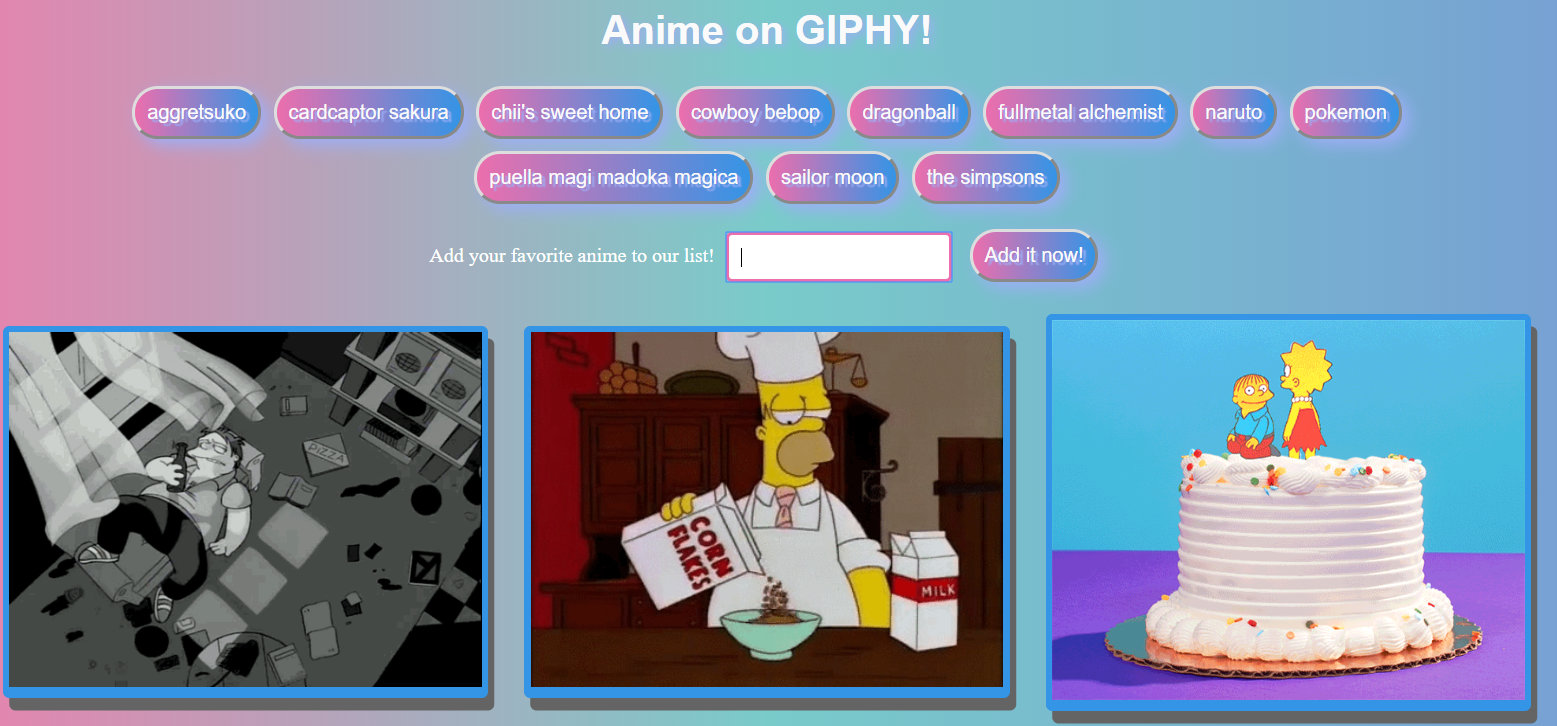 Anime on GIPHY!
aggretsuko cardcaptor sakura chii's sweet home cowboy bebop dragonball fullmetal alchemist naruto pokemon
puella magi madoka magica sailor moon the simpsons
Add your favorite anime to our list! Add it now!
PIZZA
CORN
FLAKES
MILK